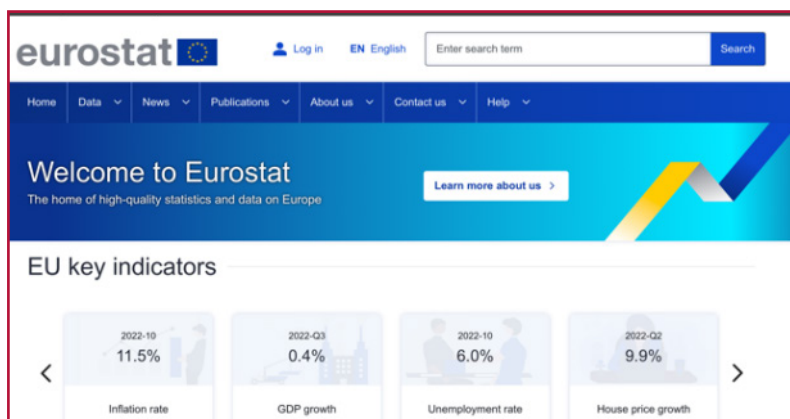 eurostat
Log in EN English Enter search term Search
Home Data News Publications About us Contact us Help
Welcome to Eurostat
The home of high-quality statistics and data on Europe
Learn more about us >
EU key indicators
2022-10 2022-Q3 2022-10 2022-Q2
11.5% 0.4% 6.0% 9.9%
Inflation rate GDP growth Unemployment rate House price growth